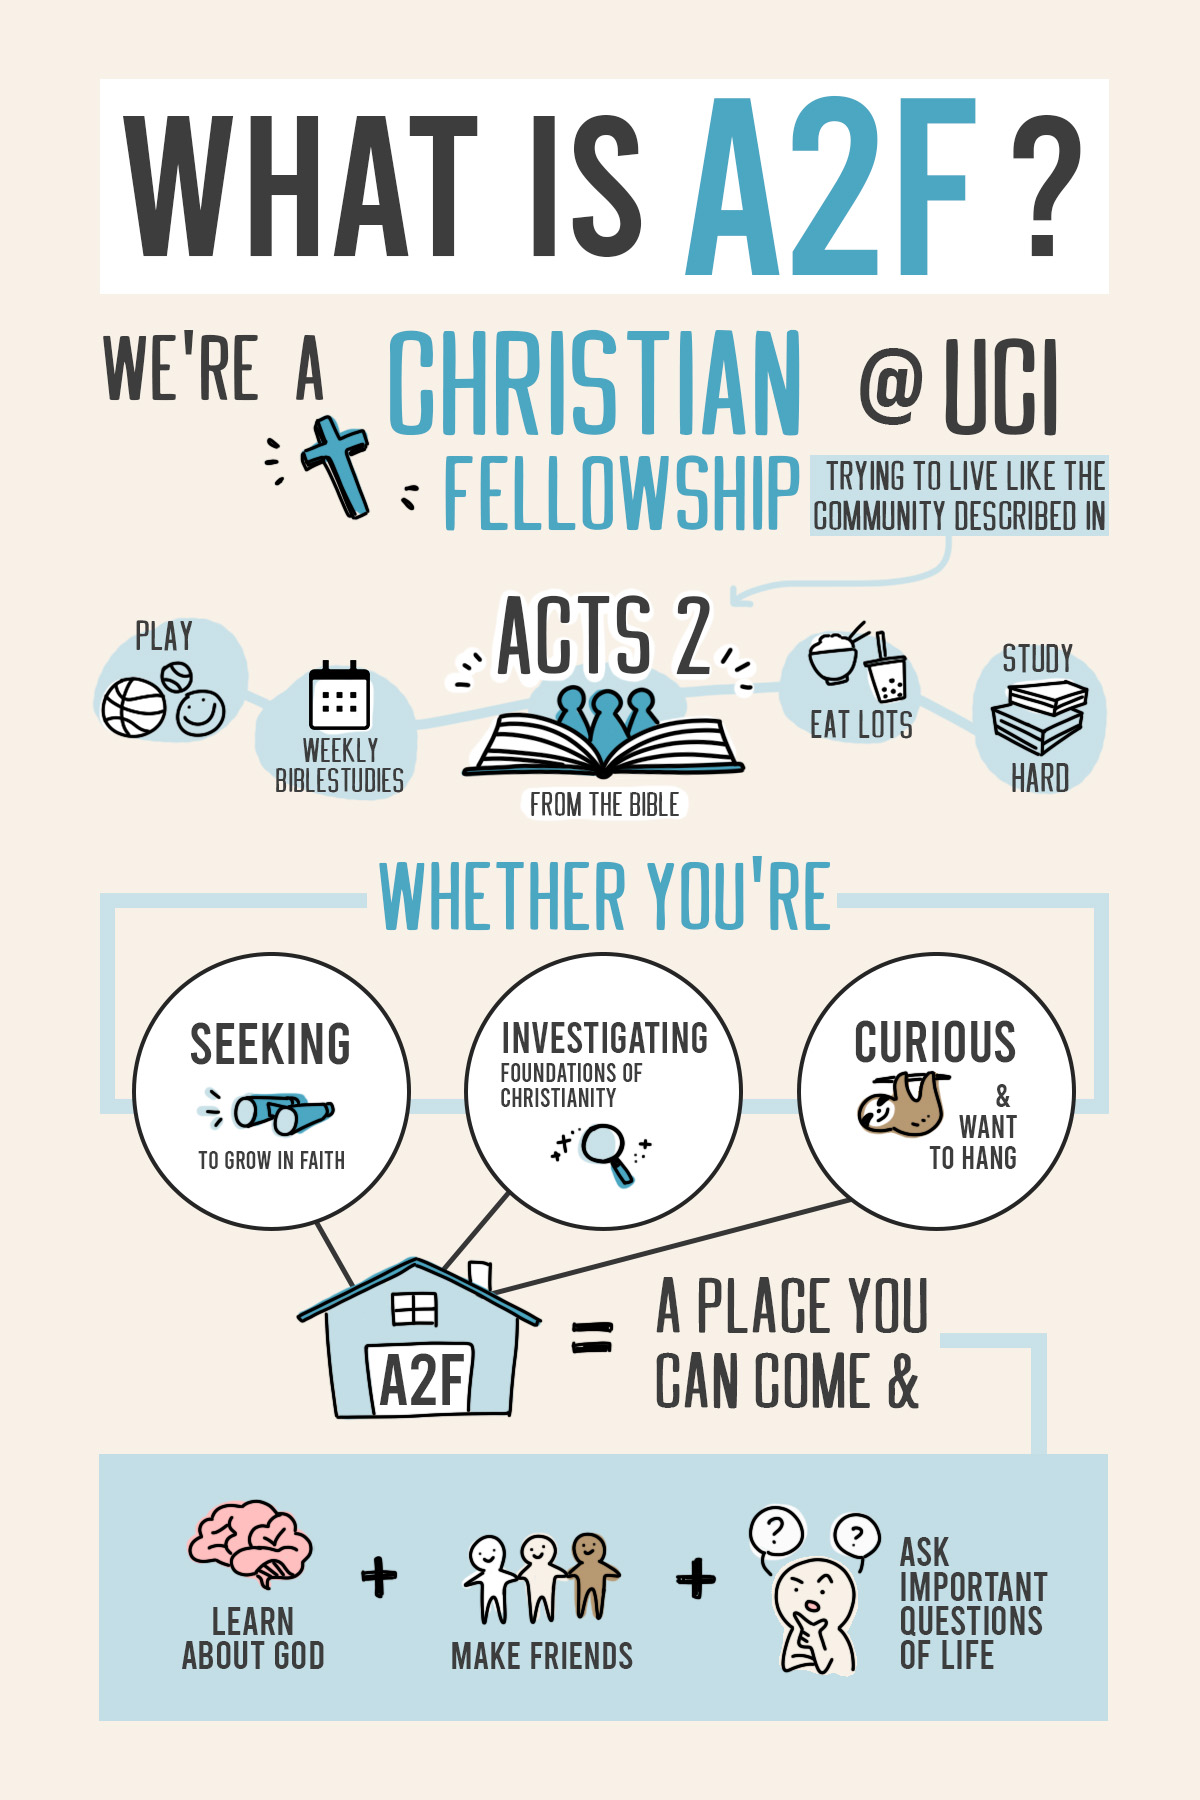 WHAT IS A2F?
WE'RE A CHRISTIAN @ UCI
FELLOWSHIP
TRYING TO LIVE LIKE THE
COMMUNITY DESCRIBED IN
ACTS 2
FROM THE BIBLE
PLAY
WEEKLY
BIBLESTUDIES
EAT LOTS
STUDY
HARD
WHETHER YOU'RE
SEEKING
TO GROW IN FAITH
INVESTIGATING
FOUNDATIONS OF
CHRISTIANITY
CURIOUS
&
WANT
TO HANG
A2F
=
A PLACE YOU
CAN COME &
LEARN
ABOUT GOD
+
MAKE FRIENDS
+
?
?
ASK
IMPORTANT
QUESTIONS
OF LIFE